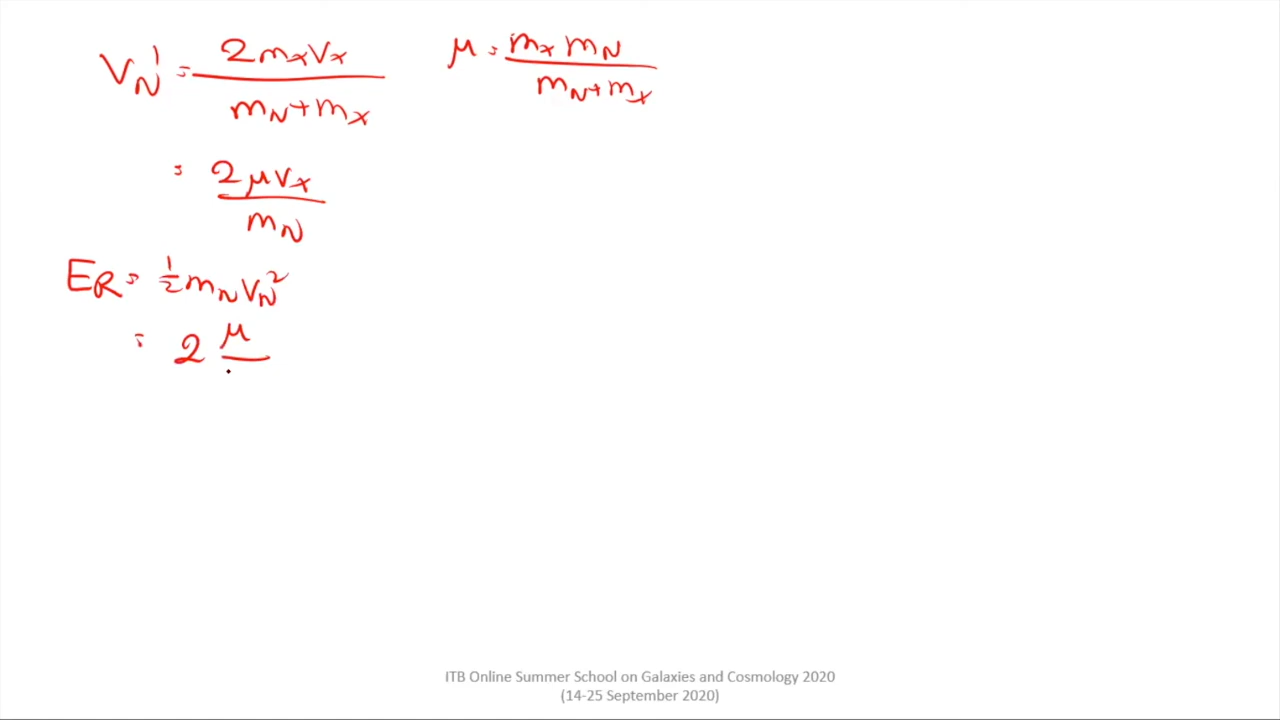 V_N' = 2m_x v_x / (m_N + m_x)    μ = m_x m_N / (m_N + m_x)
= 2μv_x / m_N
E_R = ½ m_N v_N²
= 2 μ /
ITB Online Summer School on Galaxies and Cosmology 2020
(14-25 September 2020)